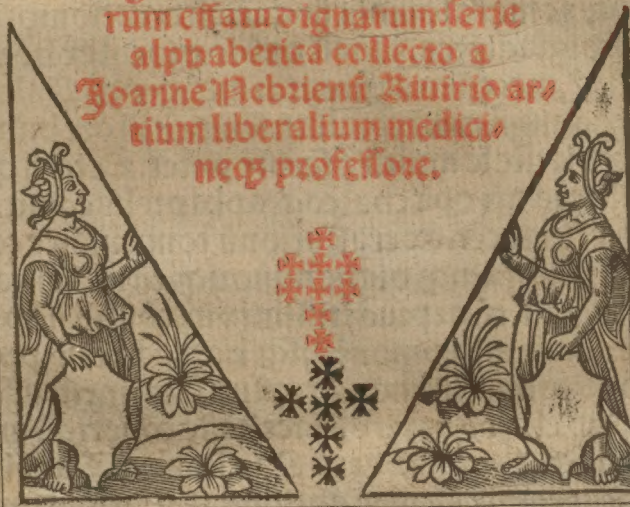 rum effatu dignarum: serie
alphabetica collecto a
Joanne Nebriensi Riuirio ar⸗
tium liberalium medici⸗
neqꝫ professore.